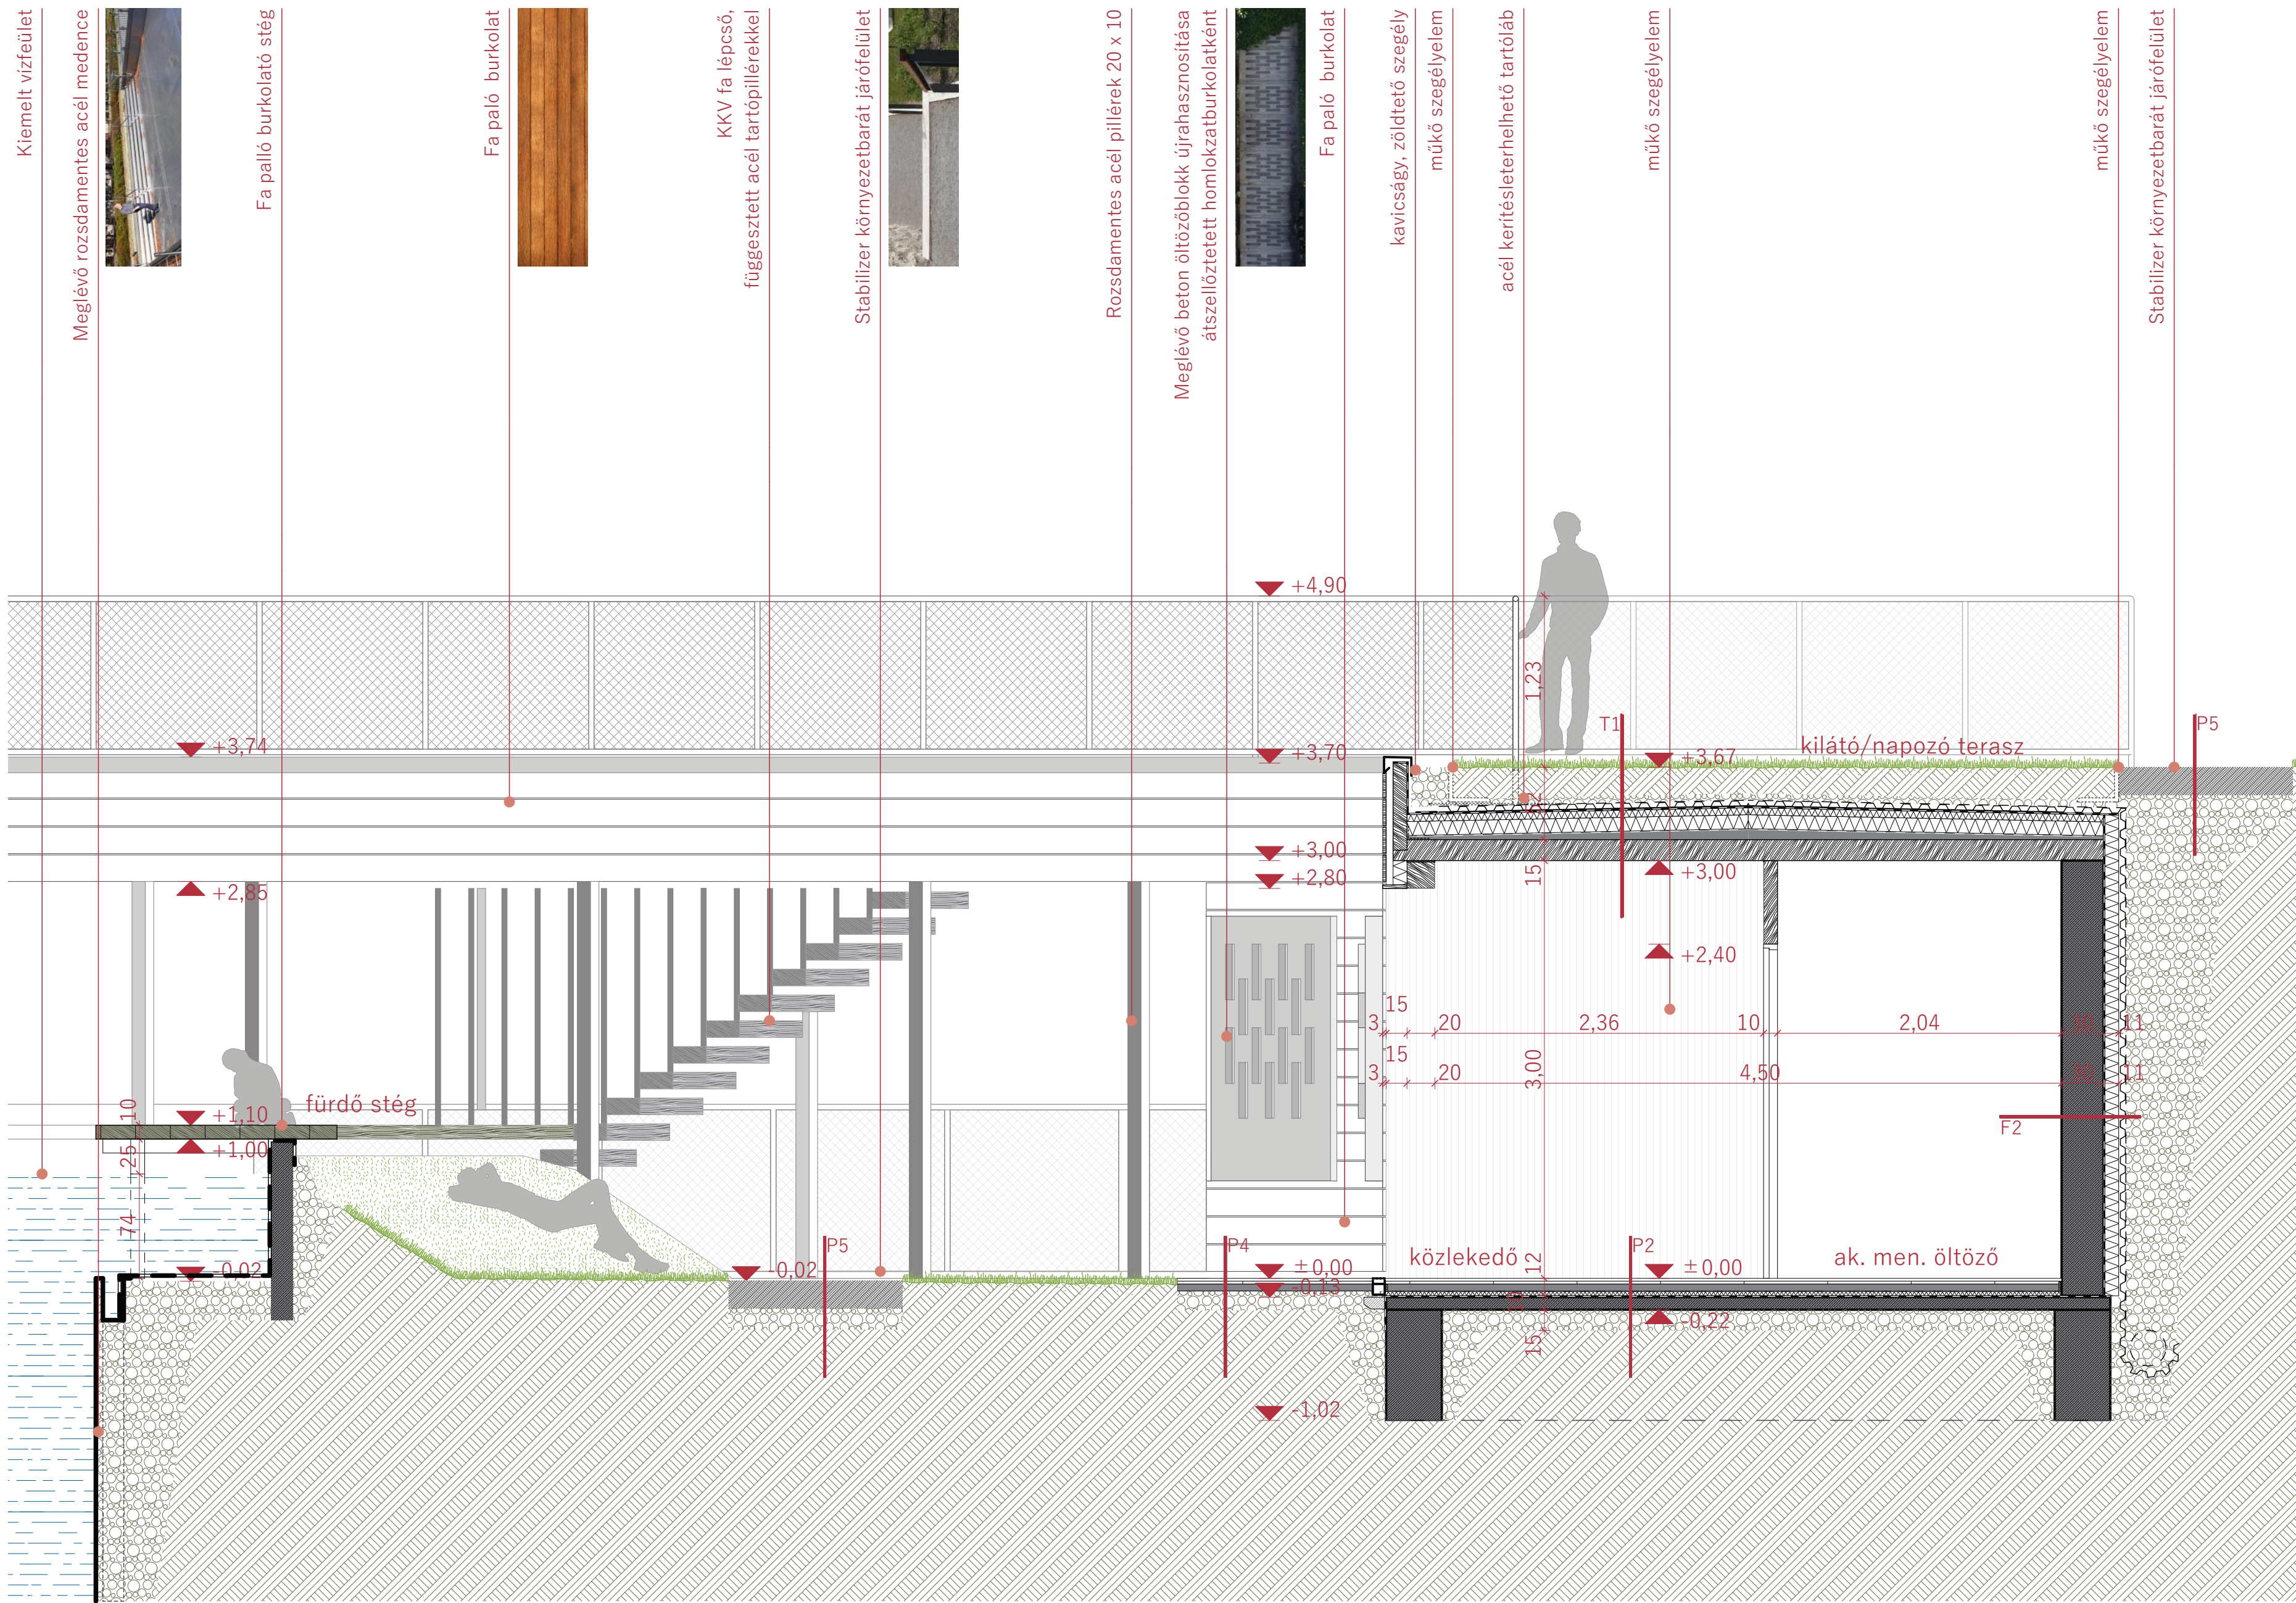 Kiemelt vízfeület
Meglévő rozsdamentes acél medence
Fa palló burkolató stég
Fa paló burkolat
KKV fa lépcső,
függesztett acél tartópillérekkel
Stabilizer környezetbarát járófelület
Rozsdamentes acél pillérek 20 x 10
Meglévő beton öltözőblokk újrahasznosítása
átszellőztetett homlokzatburkolatként
Fa paló burkolat
kavicságy, zöldtető szegély
műkő szegélyelem
acél kerítésleterhelhető tartóláb
műkő szegélyelem
műkő szegélyelem
Stabilizer környezetbarát járófelület
+4,90
1,23
T1
P5
+3,74
+3,70
+3,67
kilátó/napozó terasz
+3,00
+2,85
+2,80
15
+3,00
+2,40
15
3
20
2,36
10
2,04
30
11
15
3
20
3,00
4,50
30
11
10
+1,10
fürdő stég
25
+1,00
F2
74
-0,02
0,02
P5
P4
±0,00
-0,13
közlekedő
12
P2
±0,00
ak. men. öltöző
10
-0,22
15
-1,02